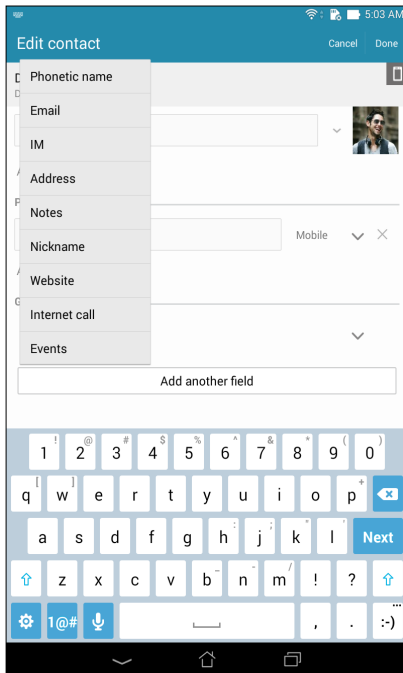 5:03 AM
Edit contact Cancel Done
Phonetic name
Email
IM
Address
Notes
Nickname
Website
Internet call
Events
Mobile
Add another field
! @ # $ % ^ & * ( )
1 2 3 4 5 6 7 8 9 0
[ ] +
q w e r t y u i o p
: ; " '
a s d f g h j k l Next
_ - /
z x c v b n m ! ?
1@# , . ... :-)